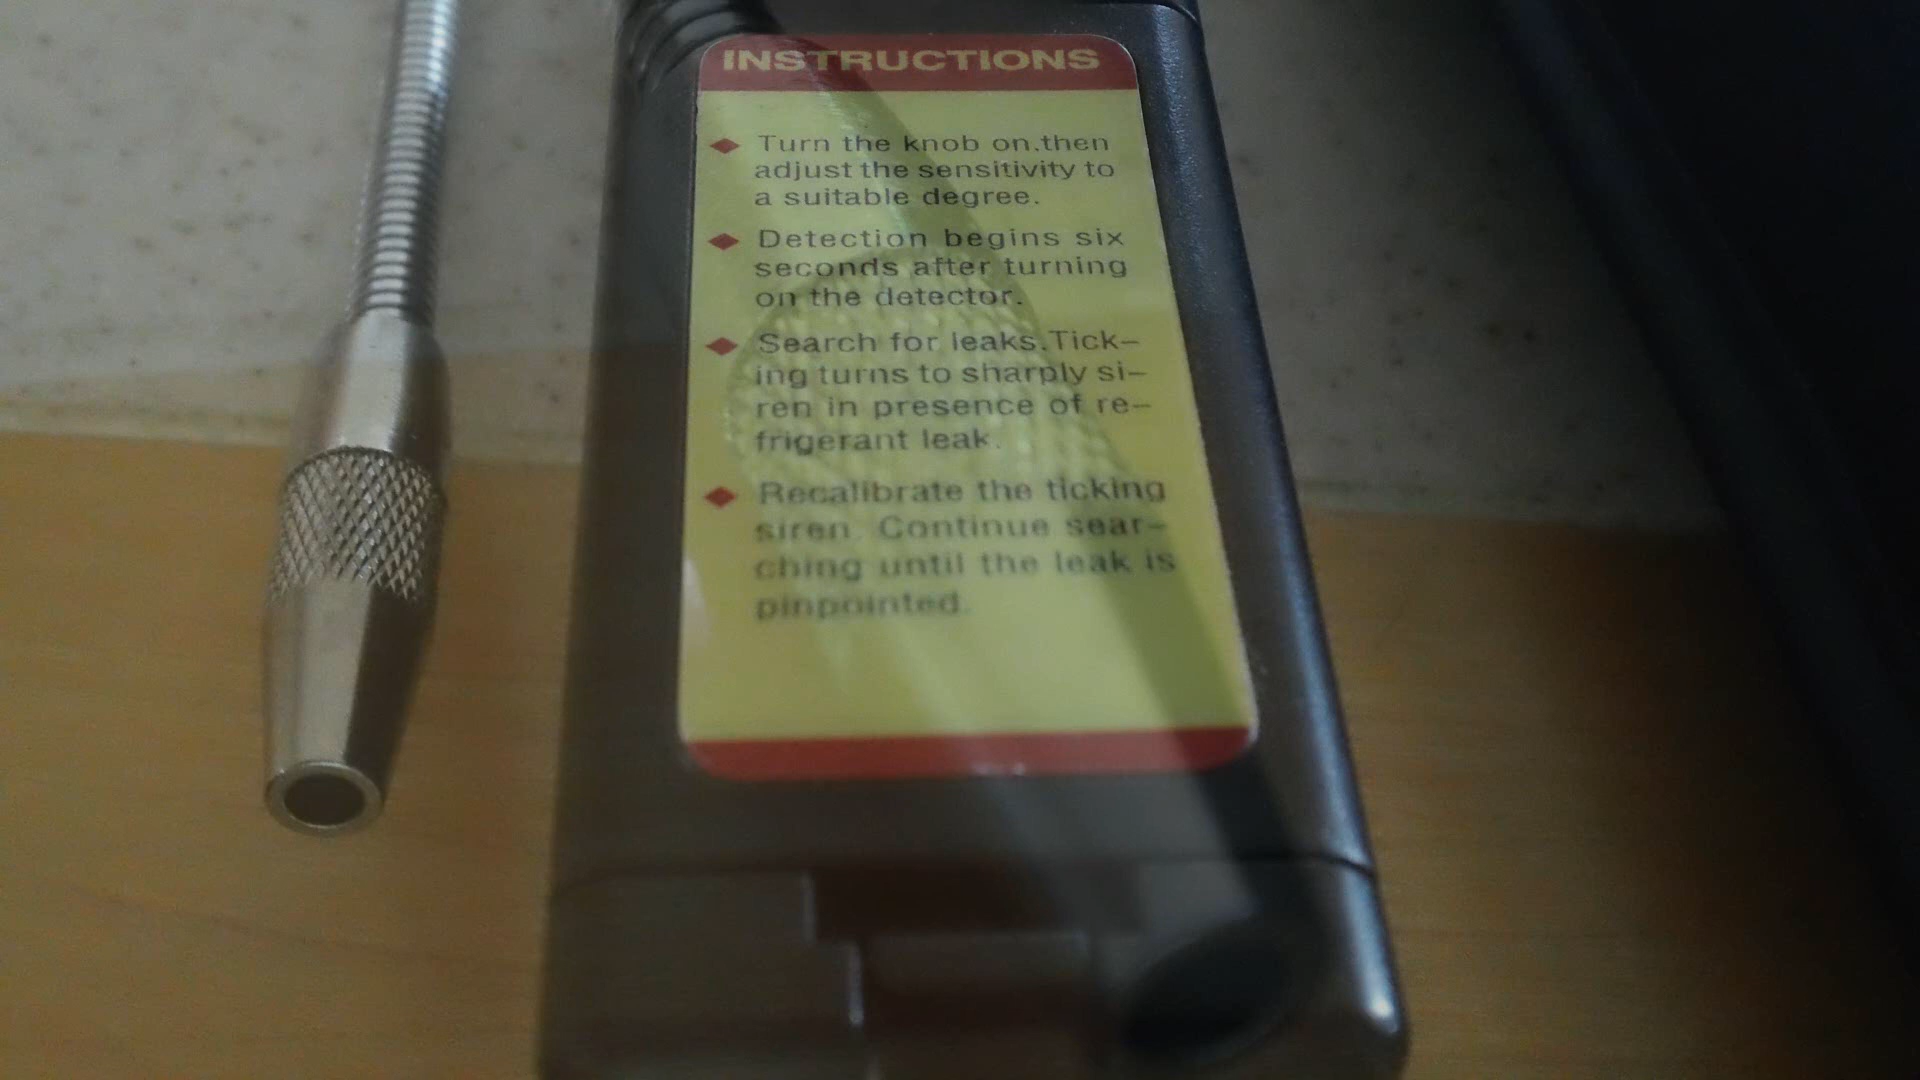 INSTRUCTIONS
Turn the knob on.then
adjust the sensitivity to
a suitable degree.
Detection begins six
seconds after turning
on the detector.
Search for leaks.Tick–
ing turns to sharply si–
ren in presence of re–
frigerant leak.
Recalibrate the ticking
siren. Continue sear–
ching until the leak is
pinpointed.